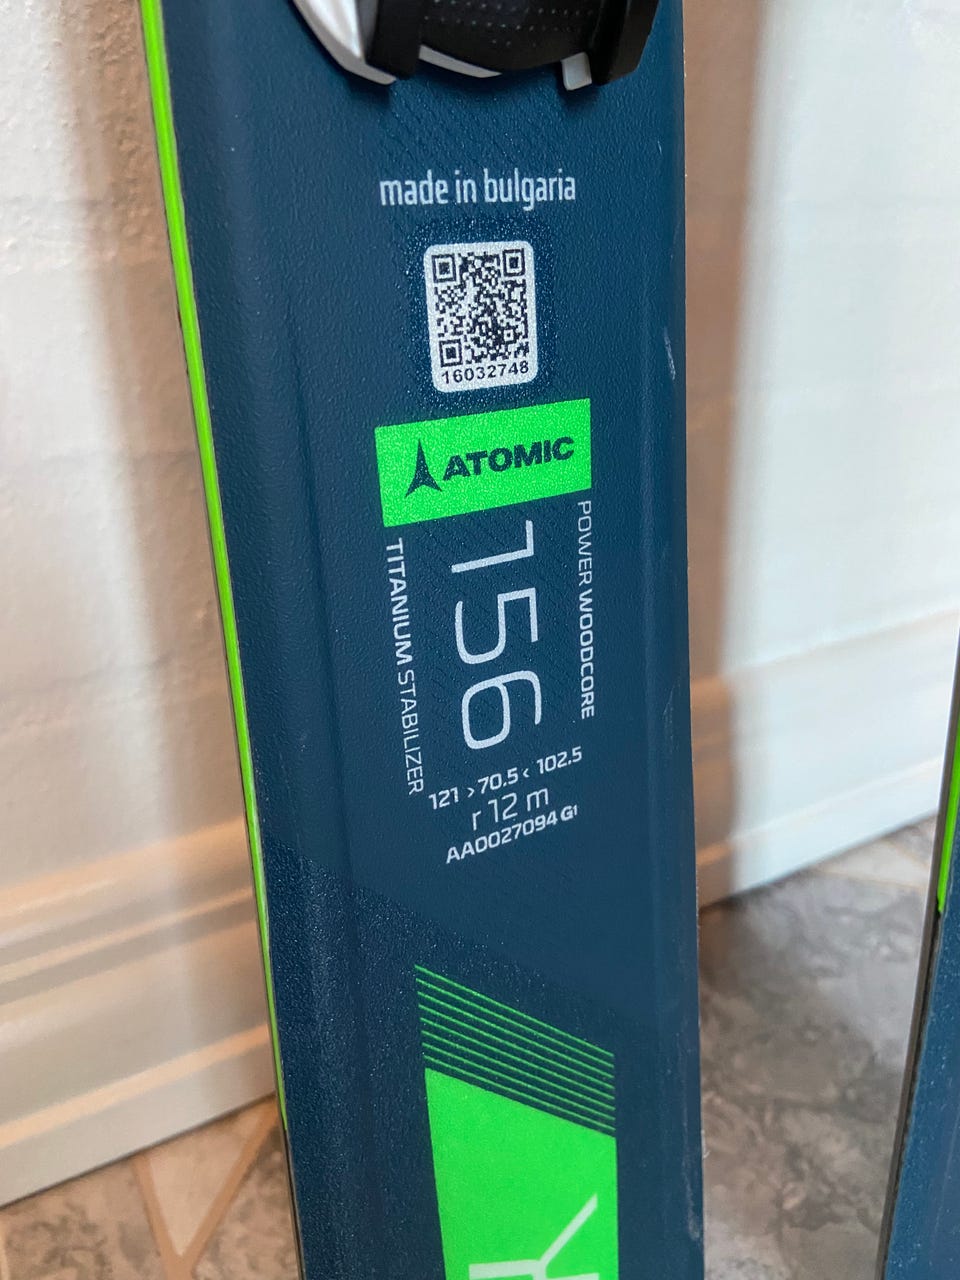 made in bulgaria
16032748
ATOMIC
POWER WOODCORE
156
TITANIUM STABILIZER
121 › 70.5 ‹ 102.5
r 12 m
AA0027094 G1